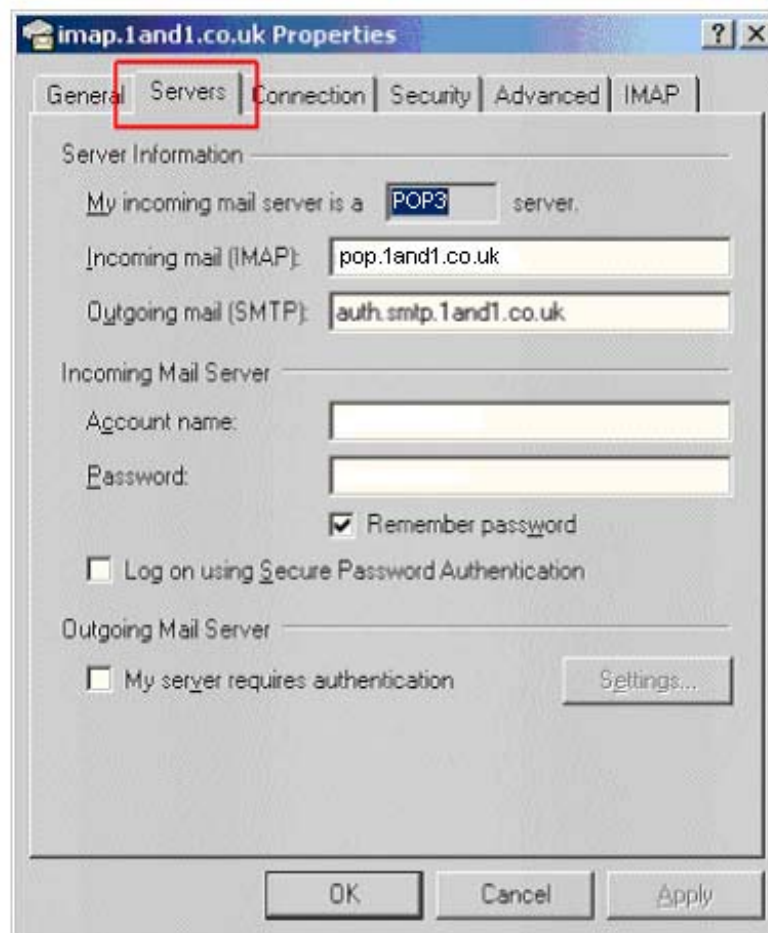 imap.1and1.co.uk Properties
General Servers Connection Security Advanced IMAP
Server Information
My incoming mail server is a POP3 server.
Incoming mail (IMAP): pop.1and1.co.uk
Outgoing mail (SMTP): auth.smtp.1and1.co.uk
Incoming Mail Server
Account name:
Password:
Remember password
Log on using Secure Password Authentication
Outgoing Mail Server
My server requires authentication Settings...
OK Cancel Apply